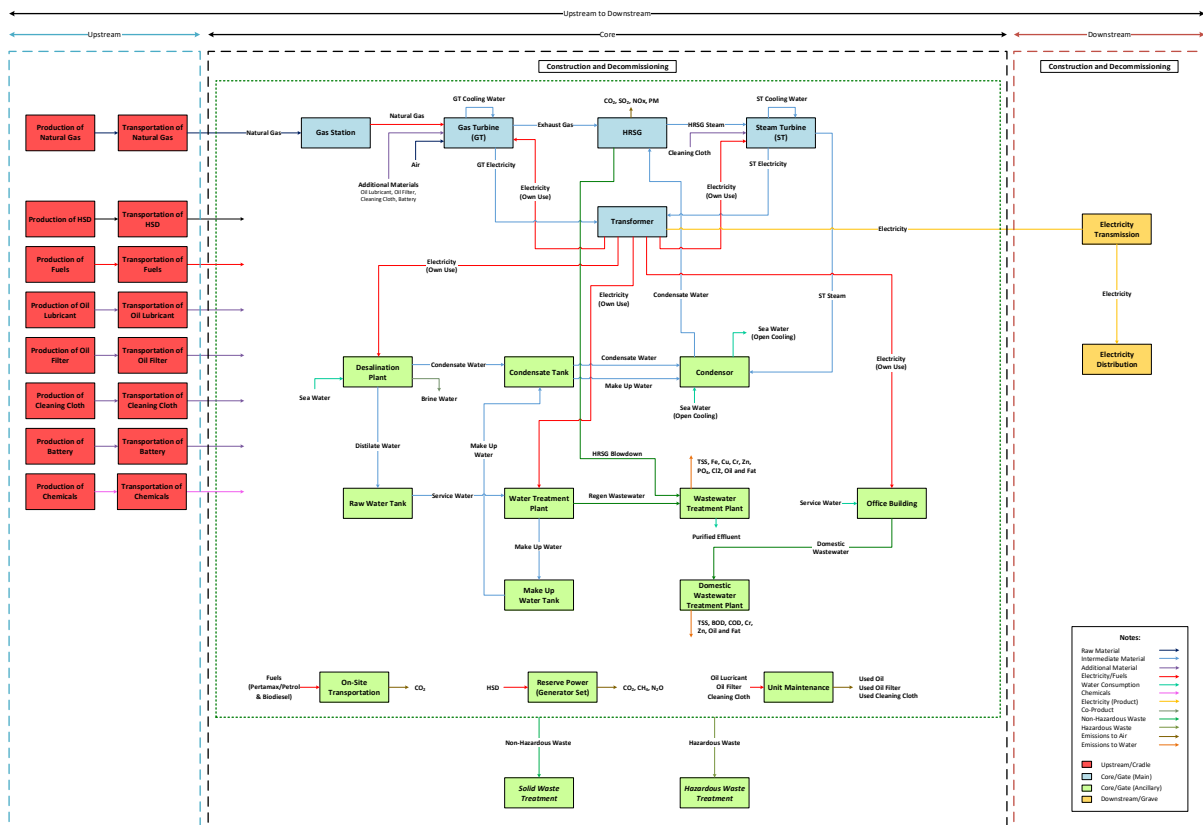 Upstream to Downstream
Upstream
Core
Downstream
Construction and Decommissioning
Construction and Decommissioning
Production of
Natural Gas
Transportation of
Natural Gas
Natural Gas
Gas Station
Natural Gas
GT Cooling Water
Gas Turbine
(GT)
Exhaust Gas
CO₂, SO₂, NOx, PM
HRSG
HRSG Steam
ST Cooling Water
Steam Turbine
(ST)
Cleaning Cloth
Air
Additional Materials
Oil Lubricant, Oil Filter,
Cleaning Cloth, Battery
GT Electricity
ST Electricity
Electricity
(Own Use)
Electricity
(Own Use)
Production of HSD
Transportation of
HSD
Transformer
Electricity
Electricity
Transmission
Production of
Fuels
Transportation of
Fuels
Electricity
(Own Use)
Electricity
(Own Use)
Condensate Water
ST Steam
Electricity
Production of Oil
Lubricant
Transportation of
Oil Lubricant
Sea Water
(Open Cooling)
Production of Oil
Filter
Transportation of
Oil Filter
Desalination
Plant
Condensate Water
Condensate Tank
Condensate Water
Make Up Water
Condensor
Electricity
(Own Use)
Electricity
Distribution
Sea Water
Brine Water
Sea Water
(Open Cooling)
Production of
Cleaning Cloth
Transportation of
Cleaning Cloth
Production of
Battery
Transportation of
Battery
Distilate Water
Make Up
Water
HRSG Blowdown
TSS, Fe, Cu, Cr, Zn,
PO₄, Cl2, Oil and Fat
Production of
Chemicals
Transportation of
Chemicals
Raw Water Tank
Service Water
Water Treatment
Plant
Regen Wastewater
Wastewater
Treatment Plant
Service Water
Office Building
Purified Effluent
Make Up Water
Domestic
Wastewater
Make Up
Water Tank
Domestic
Wastewater
Treatment Plant
TSS, BOD, COD, Cr,
Zn, Oil and Fat
Fuels
(Pertamax/Petrol
& Biodiesel)
On-Site
Transportation
CO₂
HSD
Reserve Power
(Generator Set)
CO₂, CH₄, N₂O
Oil Lucricant
Oil Filter
Cleaning Cloth
Unit Maintenance
Used Oil
Used Oil Filter
Used Cleaning Cloth
Non-Hazardous Waste
Hazardous Waste
Solid Waste
Treatment
Hazardous Waste
Treatment
Notes:
Raw Material
Intermediate Material
Additional Material
Electricity/Fuels
Water Consumption
Chemicals
Electricity (Product)
Co-Product
Non-Hazardous Waste
Hazardous Waste
Emissions to Air
Emissions to Water
Upstream/Cradle
Core/Gate (Main)
Core/Gate (Ancillary)
Downstream/Grave